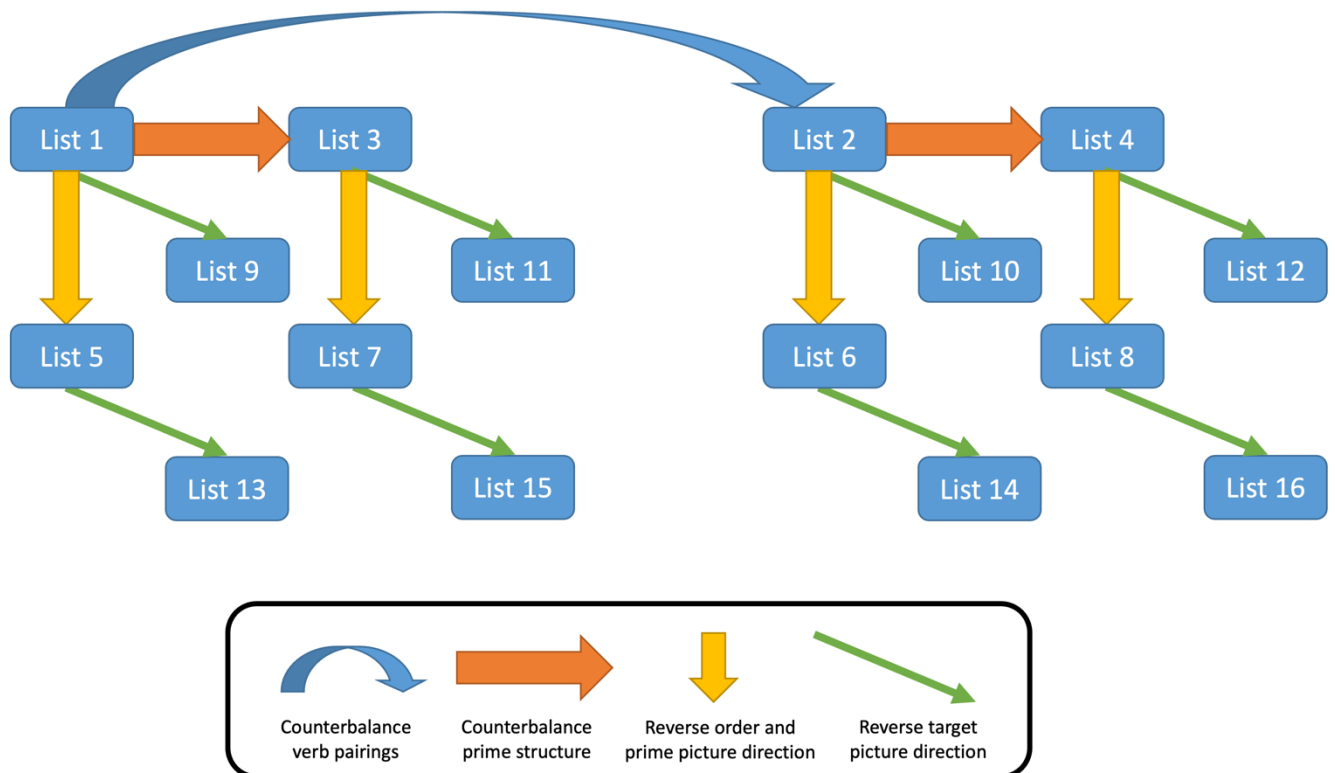 List 1
List 3
List 2
List 4
List 9
List 11
List 10
List 12
List 5
List 7
List 6
List 8
List 13
List 15
List 14
List 16
Counterbalance
verb pairings
Counterbalance
prime structure
Reverse order and
prime picture direction
Reverse target
picture direction